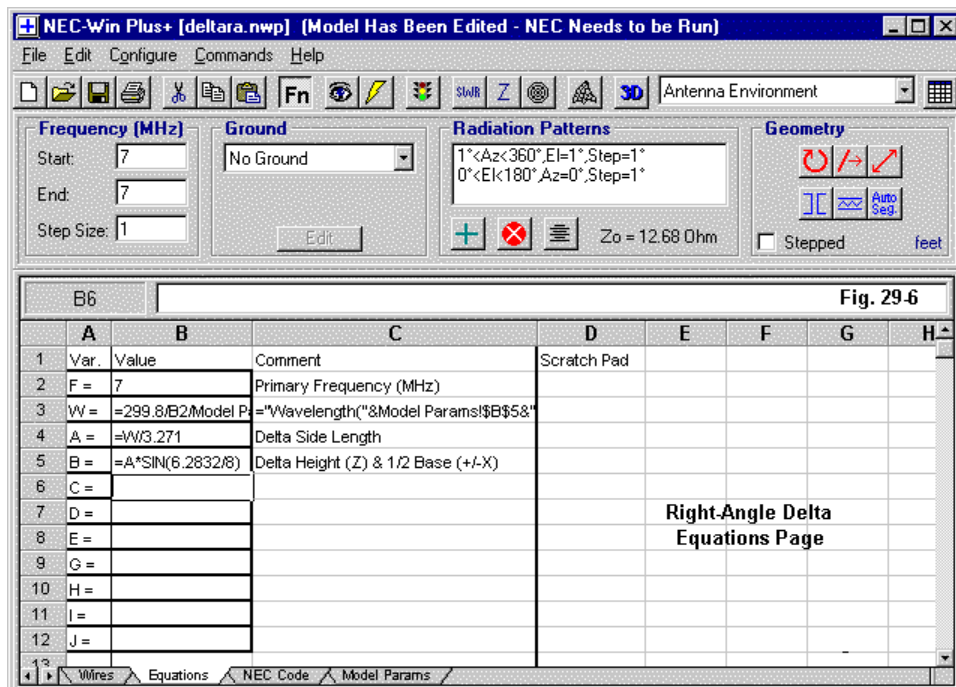 NEC-Win Plus+ [deltara.nwp] (Model Has Been Edited - NEC Needs to be Run)
File Edit Configure Commands Help
Fn SWR Z 3D Antenna Environment
Frequency (MHz) Ground Radiation Patterns Geometry
Start: 7 No Ground 1°<Az<360°,El=1°,Step=1°
0°<El<180°,Az=0°,Step=1°
End: 7
Auto Seg.
Step Size: 1 Edit Zo = 12.68 Ohm Stepped feet
B6 Fig. 29-6
A B C D E F G H
1 Var. Value Comment Scratch Pad
2 F = 7 Primary Frequency (MHz)
3 W = =299.8/B2/Model P ="Wavelength("&Model Params!$B$5&"
4 A = =W/3.271 Delta Side Length
5 B = =A*SIN(6.2832/8) Delta Height (Z) & 1/2 Base (+/-X)
6 C =
7 D = Right-Angle Delta
8 E = Equations Page
9 G =
10 H =
11 I =
12 J =
13
Wires Equations NEC Code Model Params